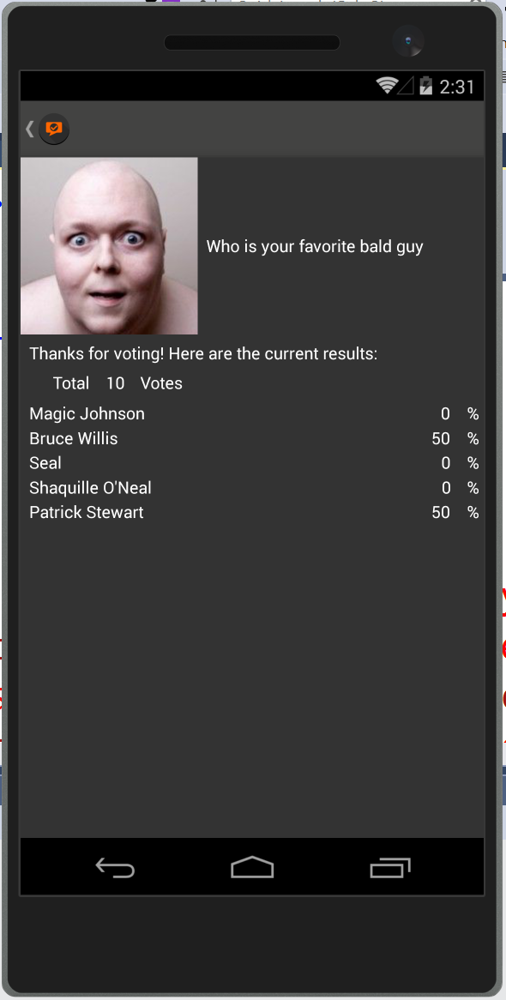 2:31
Who is your favorite bald guy
Thanks for voting! Here are the current results:
Total 10 Votes
Magic Johnson 0 %
Bruce Willis 50 %
Seal 0 %
Shaquille O'Neal 0 %
Patrick Stewart 50 %